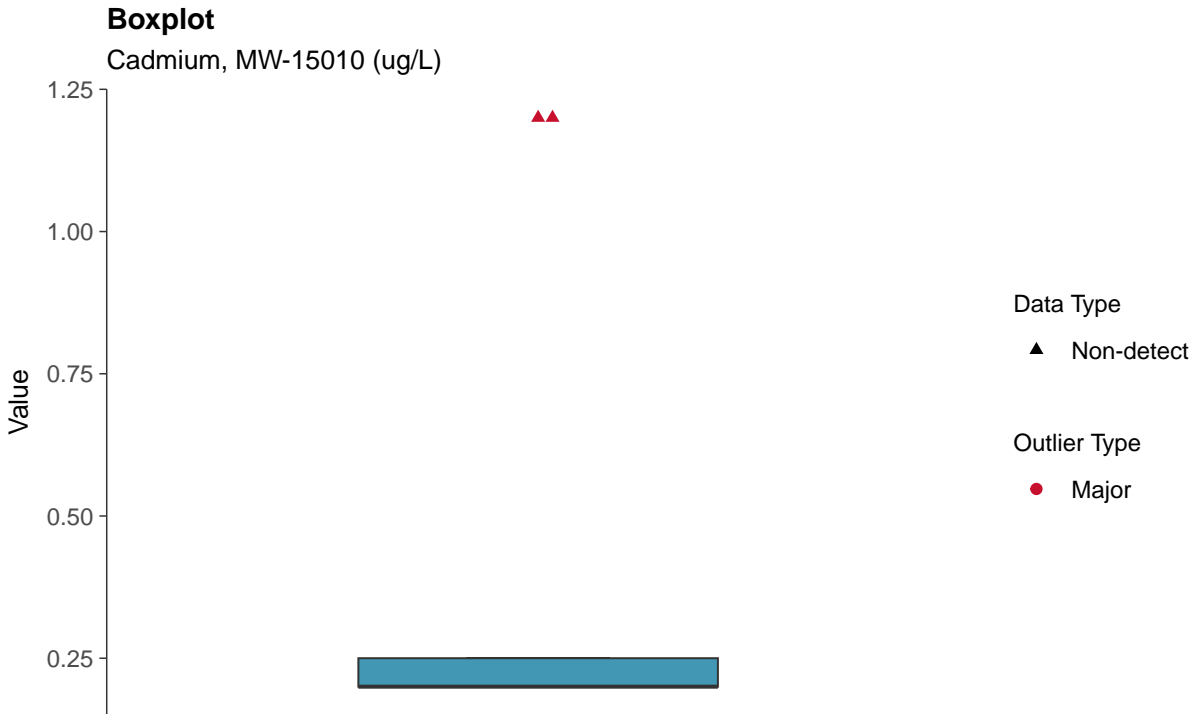 Boxplot
Cadmium, MW-15010 (ug/L)
1.25
1.00
0.75
0.50
0.25
Value
Data Type
Non-detect
Outlier Type
Major